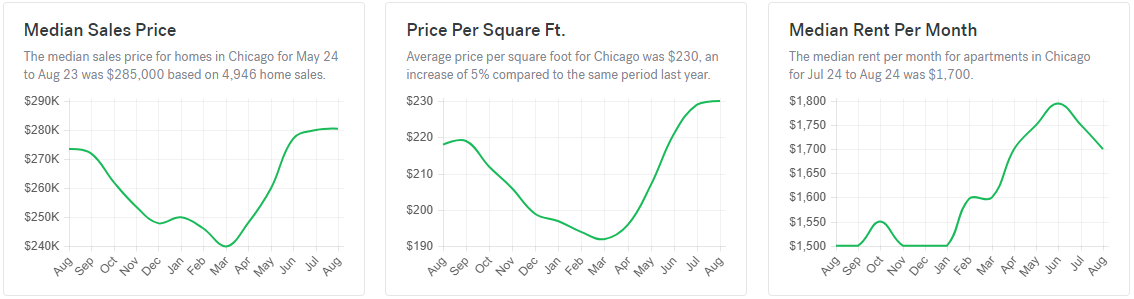 Median Sales Price
The median sales price for homes in Chicago for May 24
to Aug 23 was $285,000 based on 4,946 home sales.
$290K
$280K
$270K
$260K
$250K
$240K
Aug Sep Oct Nov Dec Jan Feb Mar Apr May Jun Jul Aug
Price Per Square Ft.
Average price per square foot for Chicago was $230, an
increase of 5% compared to the same period last year.
$230
$220
$210
$200
$190
Aug Sep Oct Nov Dec Jan Feb Mar Apr May Jun Jul Aug
Median Rent Per Month
The median rent per month for apartments in Chicago
for Jul 24 to Aug 24 was $1,700.
$1,800
$1,750
$1,700
$1,650
$1,600
$1,550
$1,500
Aug Sep Oct Nov Dec Jan Feb Mar Apr May Jun Jul Aug